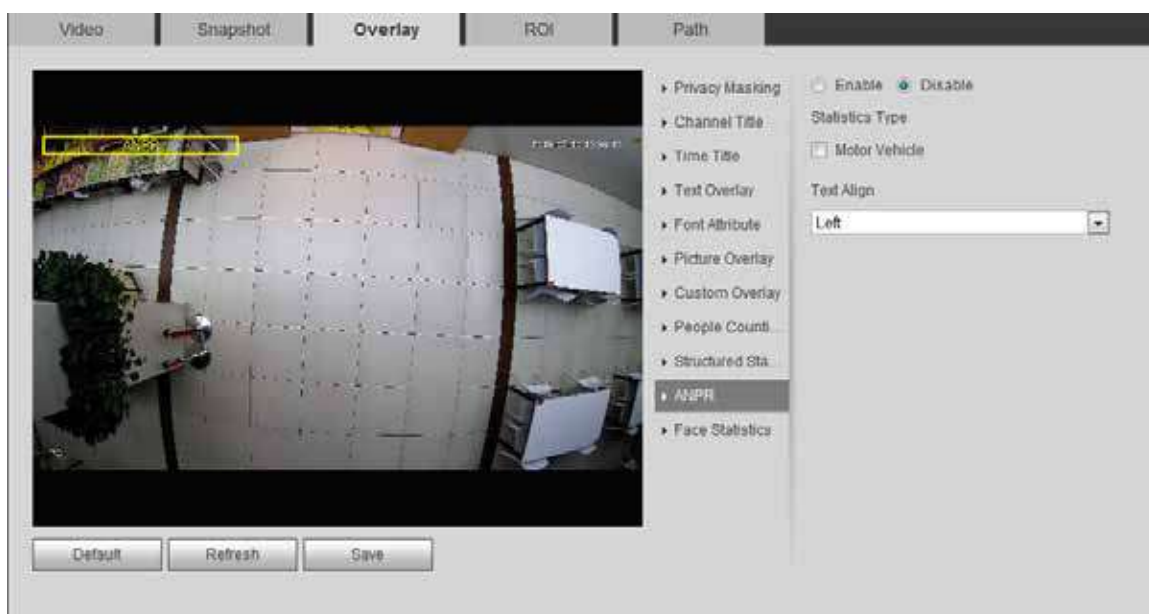 Video Snapshot Overlay ROI Path
Privacy Masking
Channel Title
Time Title
Text Overlay
Font Attribute
Picture Overlay
Custom Overlay
People Counti...
Structured Sta...
ANPR
Face Statistics
Enable Disable
Statistics Type
Motor Vehicle
Text Align
Left
ANPR
Default Refresh Save